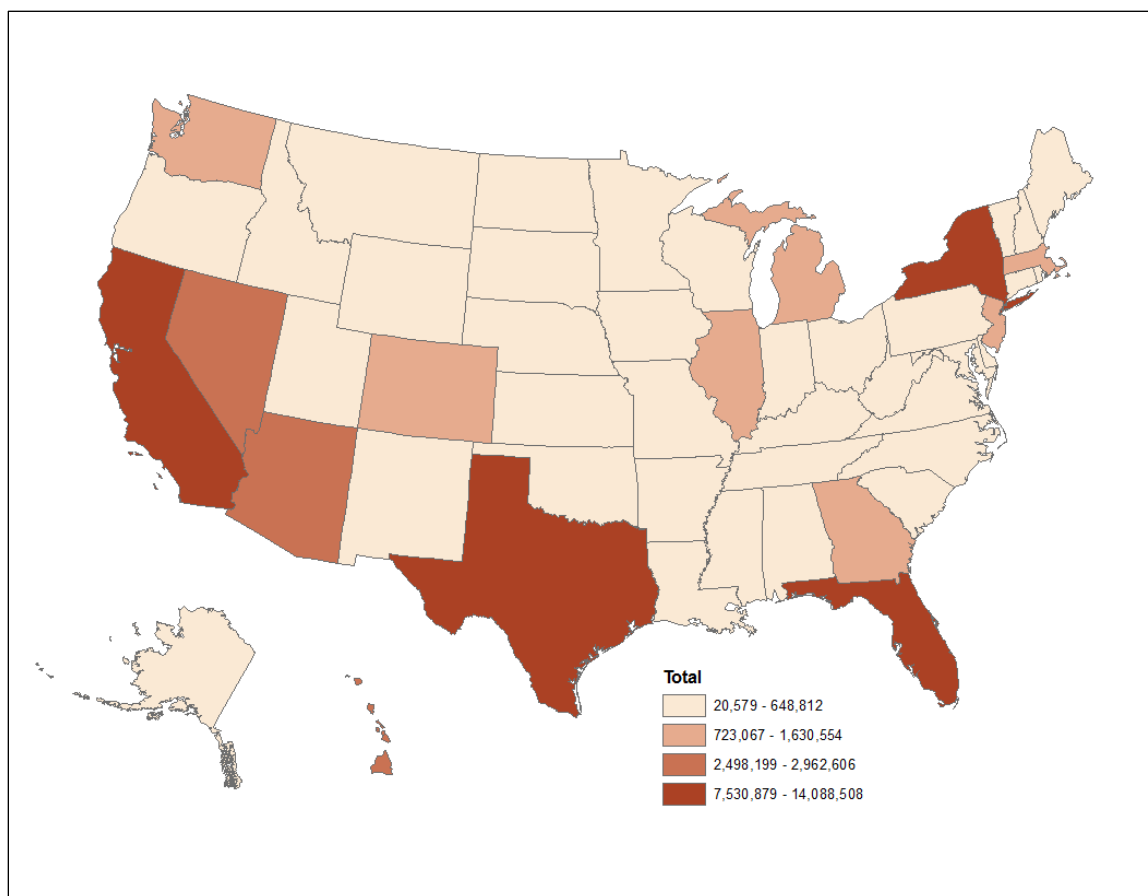 Total
20,579 - 648,812
723,067 - 1,630,554
2,498,199 - 2,962,606
7,530,879 - 14,088,508